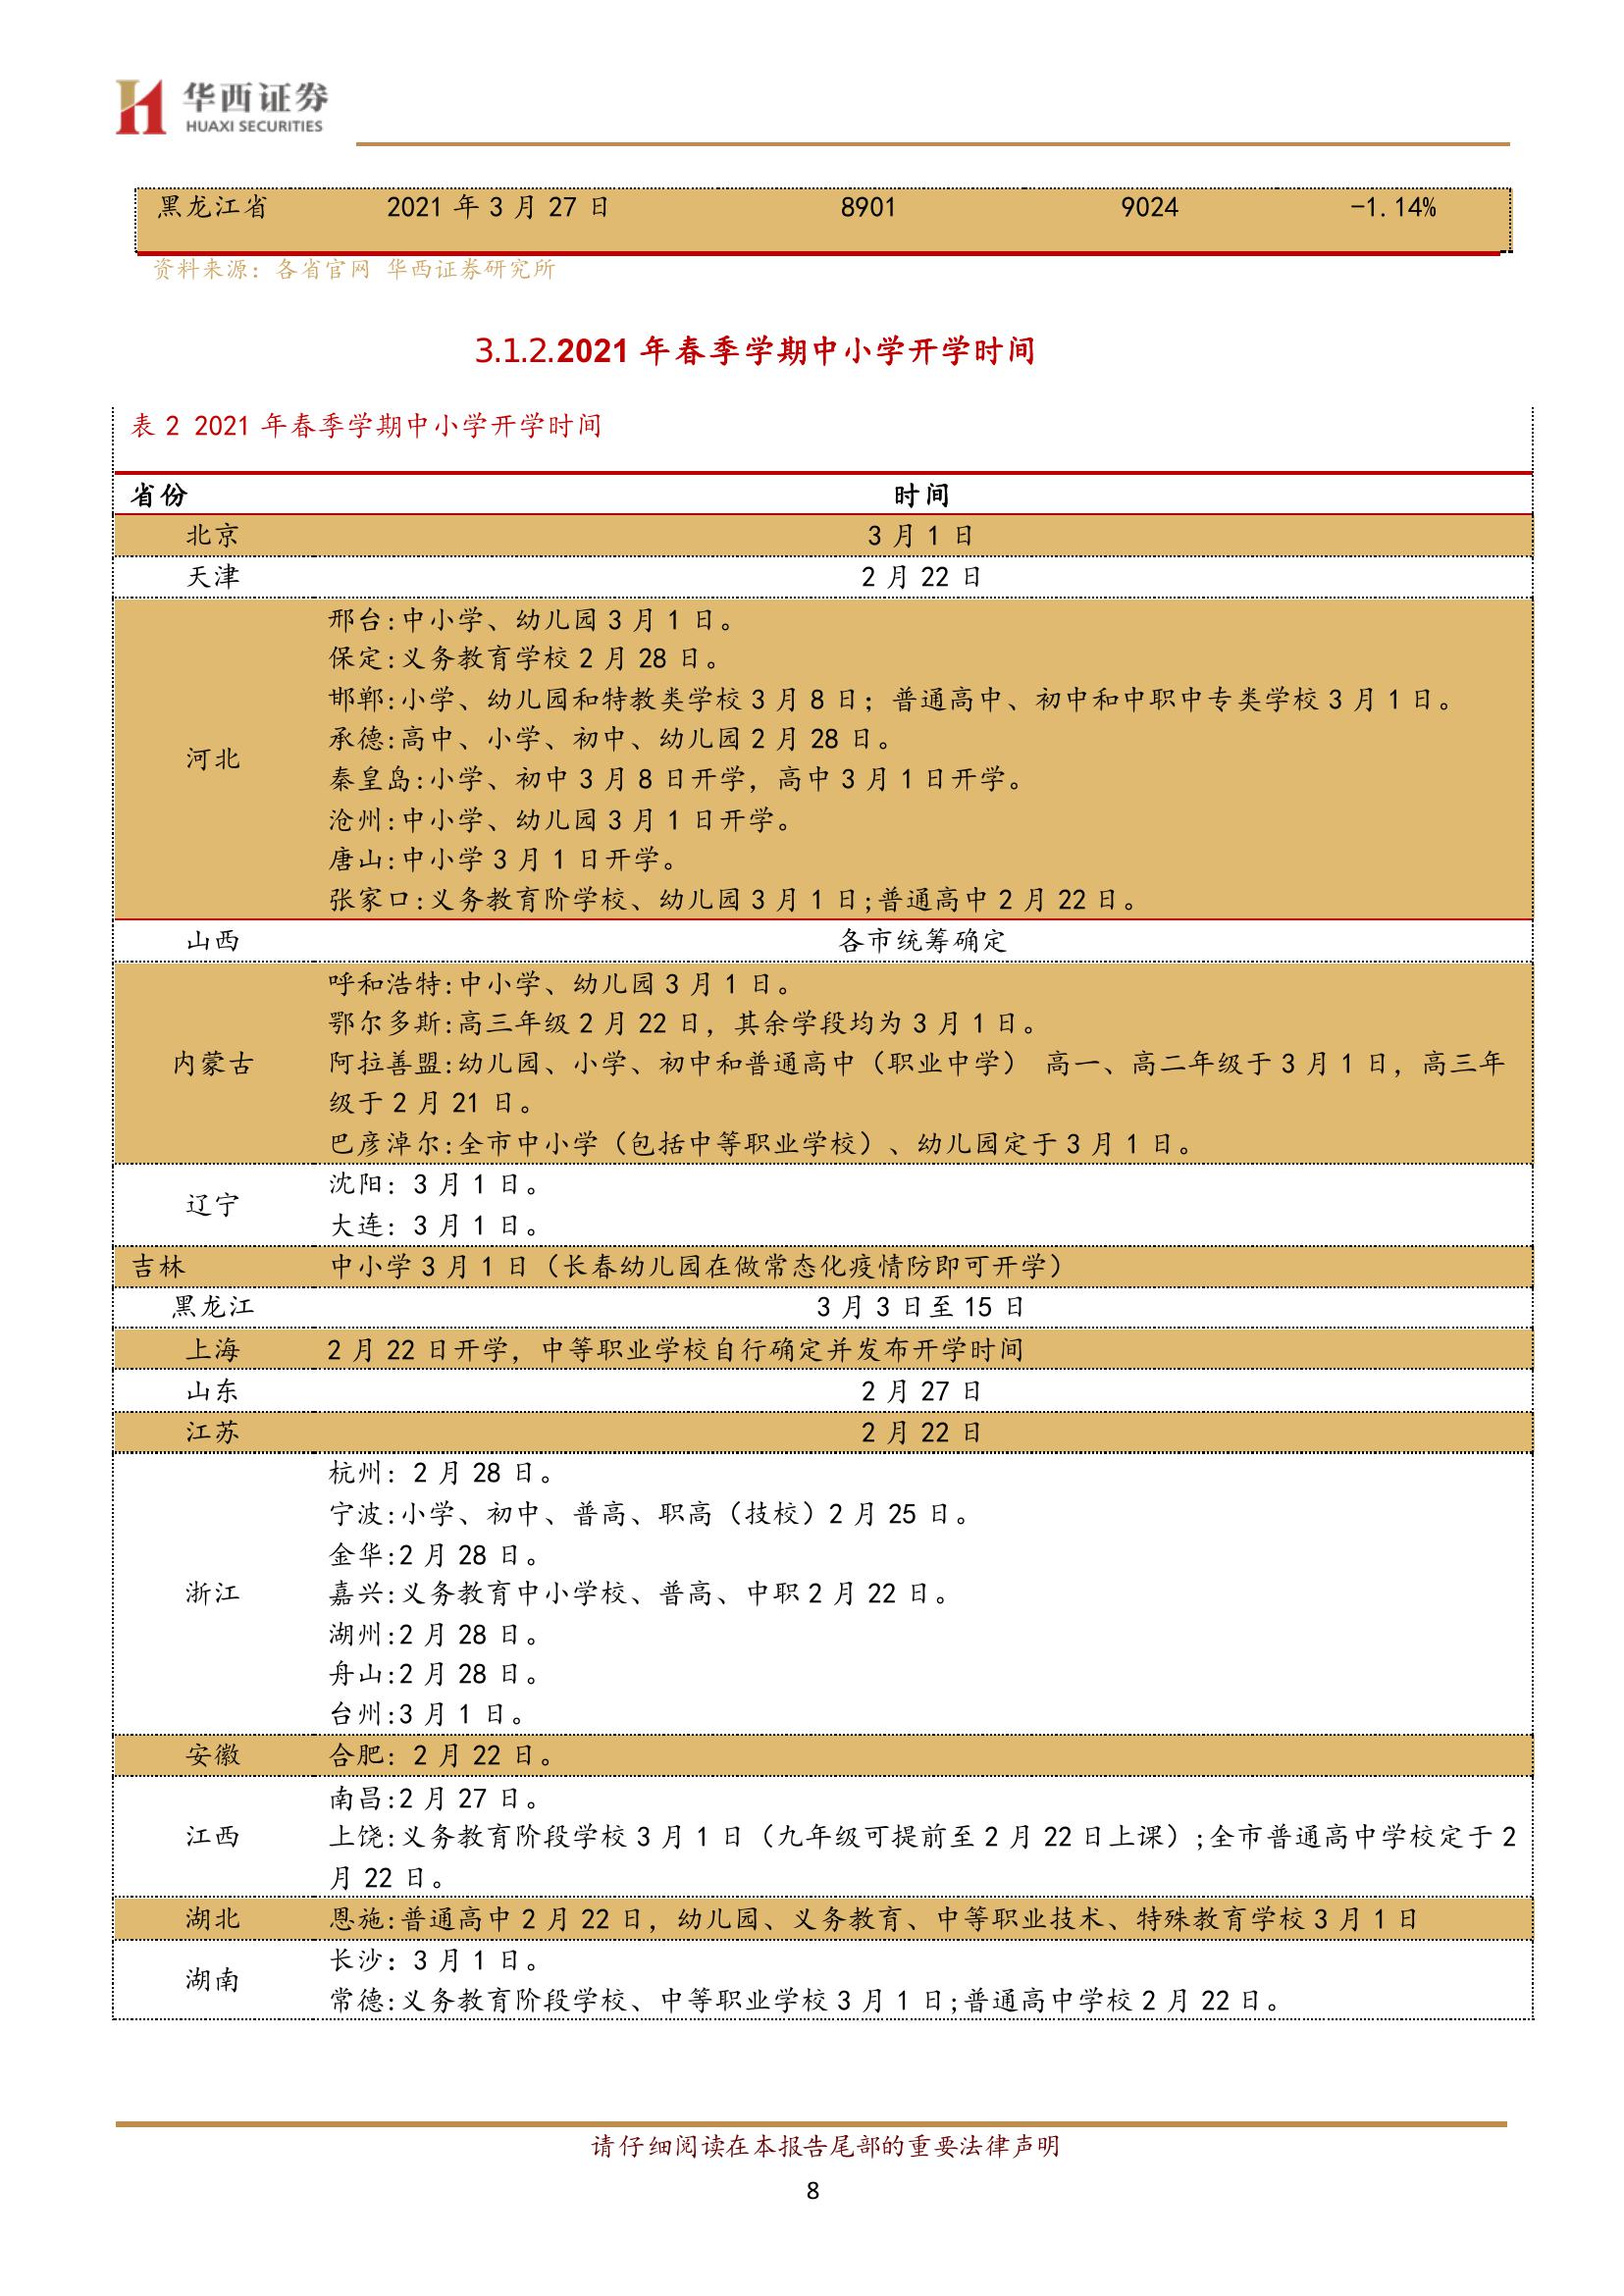 华西证券
HUAXI SECURITIES
黑龙江省 2021 年 3 月 27 日 8901 9024 -1.14%
资料来源：各省官网 华西证券研究所
3.1.2.2021 年春季学期中小学开学时间
表 2 2021 年春季学期中小学开学时间
省份 时间
北京 3 月 1 日
天津 2 月 22 日
邢台:中小学、幼儿园 3 月 1 日。
保定:义务教育学校 2 月 28 日。
邯郸:小学、幼儿园和特教类学校 3 月 8 日；普通高中、初中和中职中专类学校 3 月 1 日。
承德:高中、小学、初中、幼儿园 2 月 28 日。
河北
秦皇岛:小学、初中 3 月 8 日开学，高中 3 月 1 日开学。
沧州:中小学、幼儿园 3 月 1 日开学。
唐山:中小学 3 月 1 日开学。
张家口:义务教育阶学校、幼儿园 3 月 1 日;普通高中 2 月 22 日。
山西 各市统筹确定
呼和浩特:中小学、幼儿园 3 月 1 日。
鄂尔多斯:高三年级 2 月 22 日，其余学段均为 3 月 1 日。
内蒙古 阿拉善盟:幼儿园、小学、初中和普通高中（职业中学） 高一、高二年级于 3 月 1 日，高三年
级于 2 月 21 日。
巴彦淖尔:全市中小学（包括中等职业学校）、幼儿园定于 3 月 1 日。
辽宁
沈阳：3 月 1 日。
大连：3 月 1 日。
吉林 中小学 3 月 1 日（长春幼儿园在做常态化疫情防即可开学）
黑龙江 3 月 3 日至 15 日
上海 2 月 22 日开学，中等职业学校自行确定并发布开学时间
山东 2 月 27 日
江苏 2 月 22 日
杭州：2 月 28 日。
宁波:小学、初中、普高、职高（技校）2 月 25 日。
金华:2 月 28 日。
浙江 嘉兴:义务教育中小学校、普高、中职 2 月 22 日。
湖州:2 月 28 日。
舟山:2 月 28 日。
台州:3 月 1 日。
安徽 合肥：2 月 22 日。
南昌:2 月 27 日。
江西 上饶:义务教育阶段学校 3 月 1 日（九年级可提前至 2 月 22 日上课）;全市普通高中学校定于 2
月 22 日。
湖北 恩施:普通高中 2 月 22 日，幼儿园、义务教育、中等职业技术、特殊教育学校 3 月 1 日
湖南
长沙：3 月 1 日。
常德:义务教育阶段学校、中等职业学校 3 月 1 日;普通高中学校 2 月 22 日。
请仔细阅读在本报告尾部的重要法律声明
8